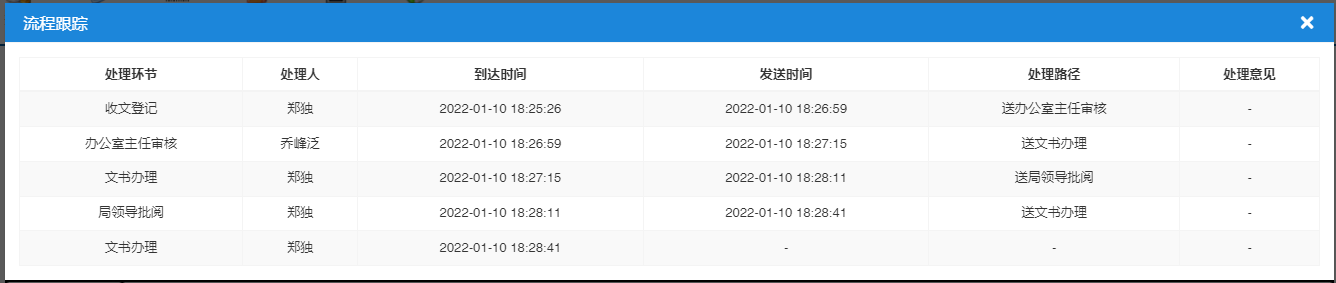 流程跟踪
处理环节 处理人 到达时间 发送时间 处理路径 处理意见
收文登记 郑独 2022-01-10 18:25:26 2022-01-10 18:26:59 送办公室主任审核 -
办公室主任审核 乔峰泛 2022-01-10 18:26:59 2022-01-10 18:27:15 送文书办理 -
文书办理 郑独 2022-01-10 18:27:15 2022-01-10 18:28:11 送局领导批阅 -
局领导批阅 郑独 2022-01-10 18:28:11 2022-01-10 18:28:41 送文书办理 -
文书办理 郑独 2022-01-10 18:28:41 - - -